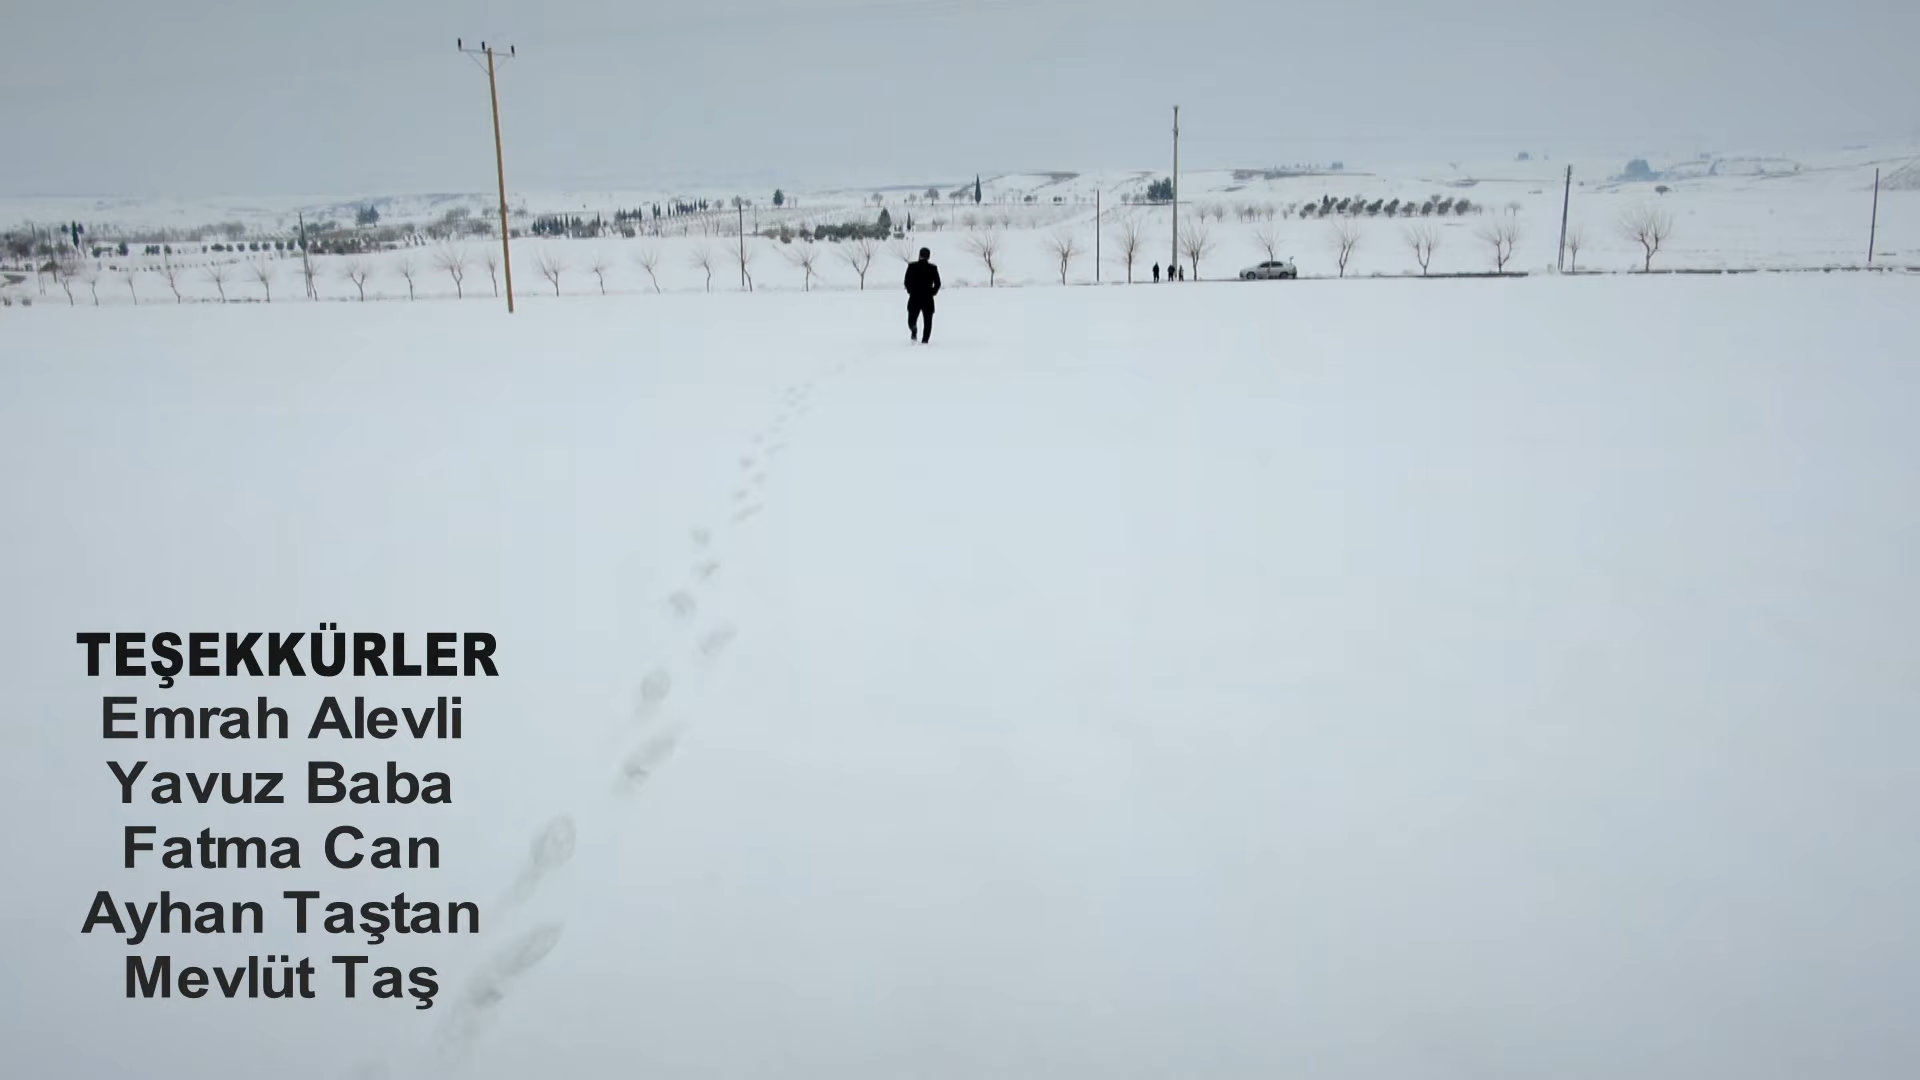 TEŞEKKÜRLER
Emrah Alevli
Yavuz Baba
Fatma Can
Ayhan Taştan
Mevlüt Taş